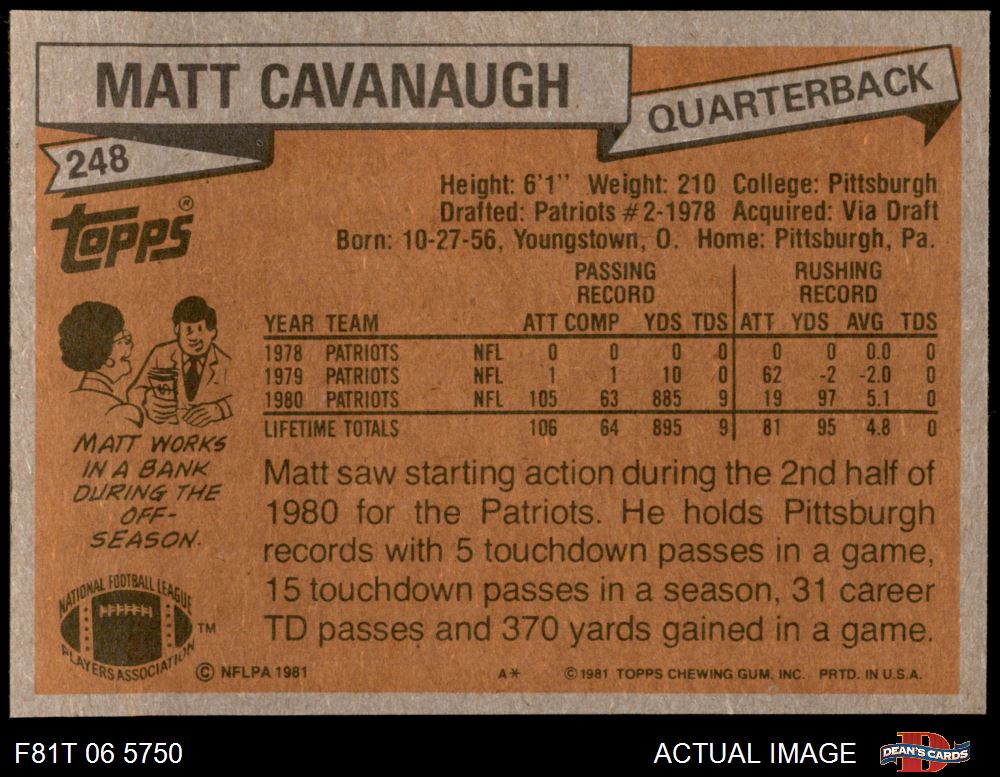 MATT CAVANAUGH
QUARTERBACK
248
TOPPS®
Height: 6'1'' Weight: 210 College: Pittsburgh
Drafted: Patriots #2-1978 Acquired: Via Draft
Born: 10-27-56, Youngstown, O. Home: Pittsburgh, Pa.
PASSING RECORD RUSHING RECORD
YEAR TEAM ATT COMP YDS TDS ATT YDS AVG TDS
1978 PATRIOTS NFL 0 0 0 0 0 0 0.0 0
1979 PATRIOTS NFL 1 1 10 0 62 -2 -2.0 0
1980 PATRIOTS NFL 105 63 885 9 19 97 5.1 0
LIFETIME TOTALS 106 64 895 9 81 95 4.8 0
$
MATT WORKS
IN A BANK
DURING THE
OFF-
SEASON.
Matt saw starting action during the 2nd half of
1980 for the Patriots. He holds Pittsburgh
records with 5 touchdown passes in a game,
15 touchdown passes in a season, 31 career
TD passes and 370 yards gained in a game.
NATIONAL FOOTBALL LEAGUE
PLAYERS ASSOCIATION
TM
© NFLPA 1981
A*
© 1981 TOPPS CHEWING GUM, INC. PRTD. IN U.S.A.
F81T 06 5750
ACTUAL IMAGE
DEAN'S CARDS